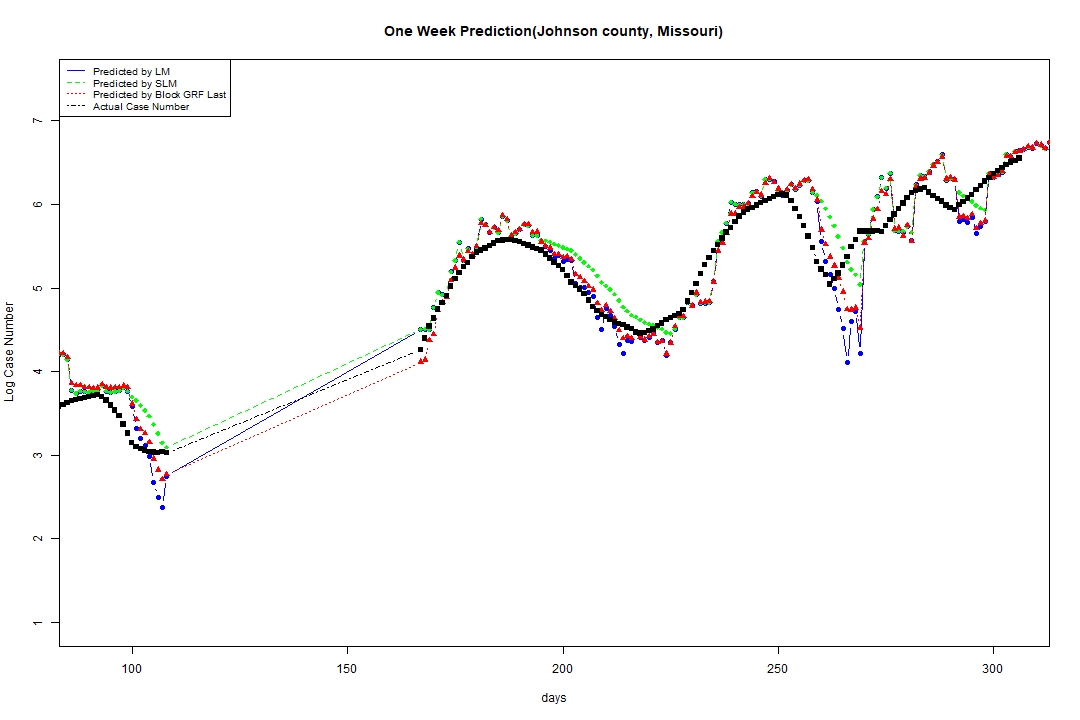 One Week Prediction(Johnson county, Missouri)
Predicted by LM
Predicted by SLM
Predicted by Block GRF Last
Actual Case Number
7
6
5
4
3
2
1
Log Case Number
100 150 200 250 300
days